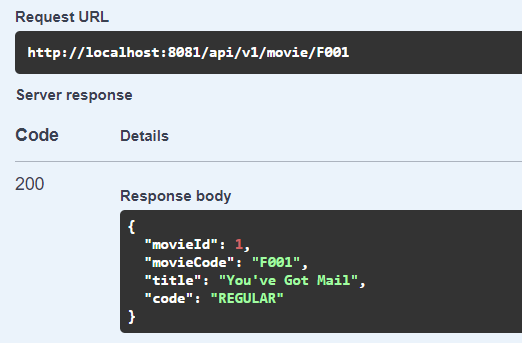 Request URL
http://localhost:8081/api/v1/movie/F001
Server response
Code Details
200
Response body
{
"movieId": 1,
"movieCode": "F001",
"title": "You've Got Mail",
"code": "REGULAR"
}